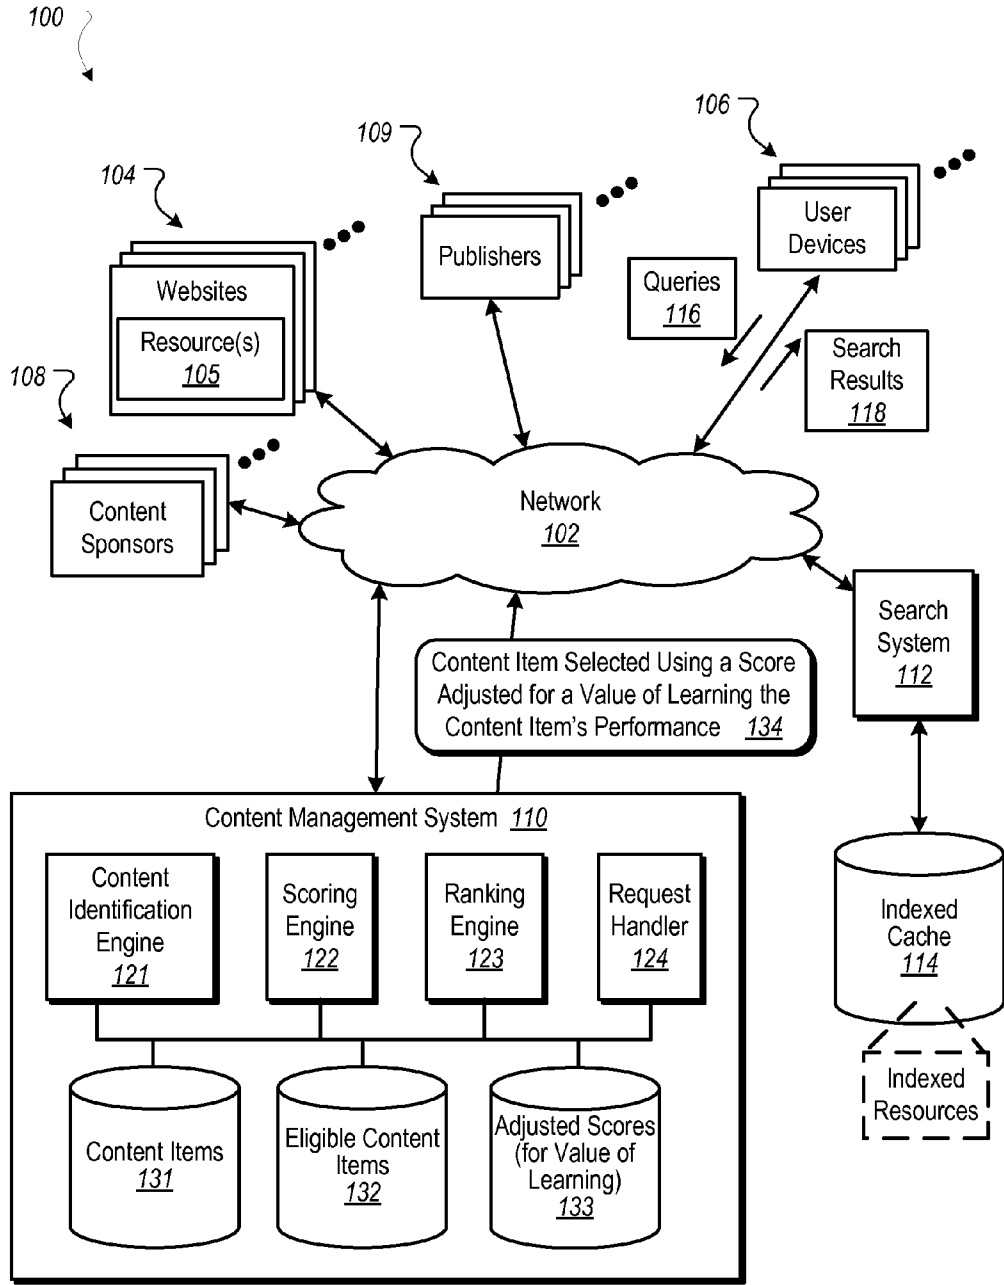 100
109
106
104
Publishers
User
Devices
Queries
116
Websites
Resource(s)
105
Search
Results
118
108
Content
Sponsors
Network
102
Search
System
112
Content Item Selected Using a Score
Adjusted for a Value of Learning the
Content Item's Performance 134
Content Management System 110
Content
Identification
Engine
121
Scoring
Engine
122
Ranking
Engine
123
Request
Handler
124
Indexed
Cache
114
Indexed
Resources
Content Items
131
Eligible Content
Items
132
Adjusted Scores
(for Value of
Learning)
133